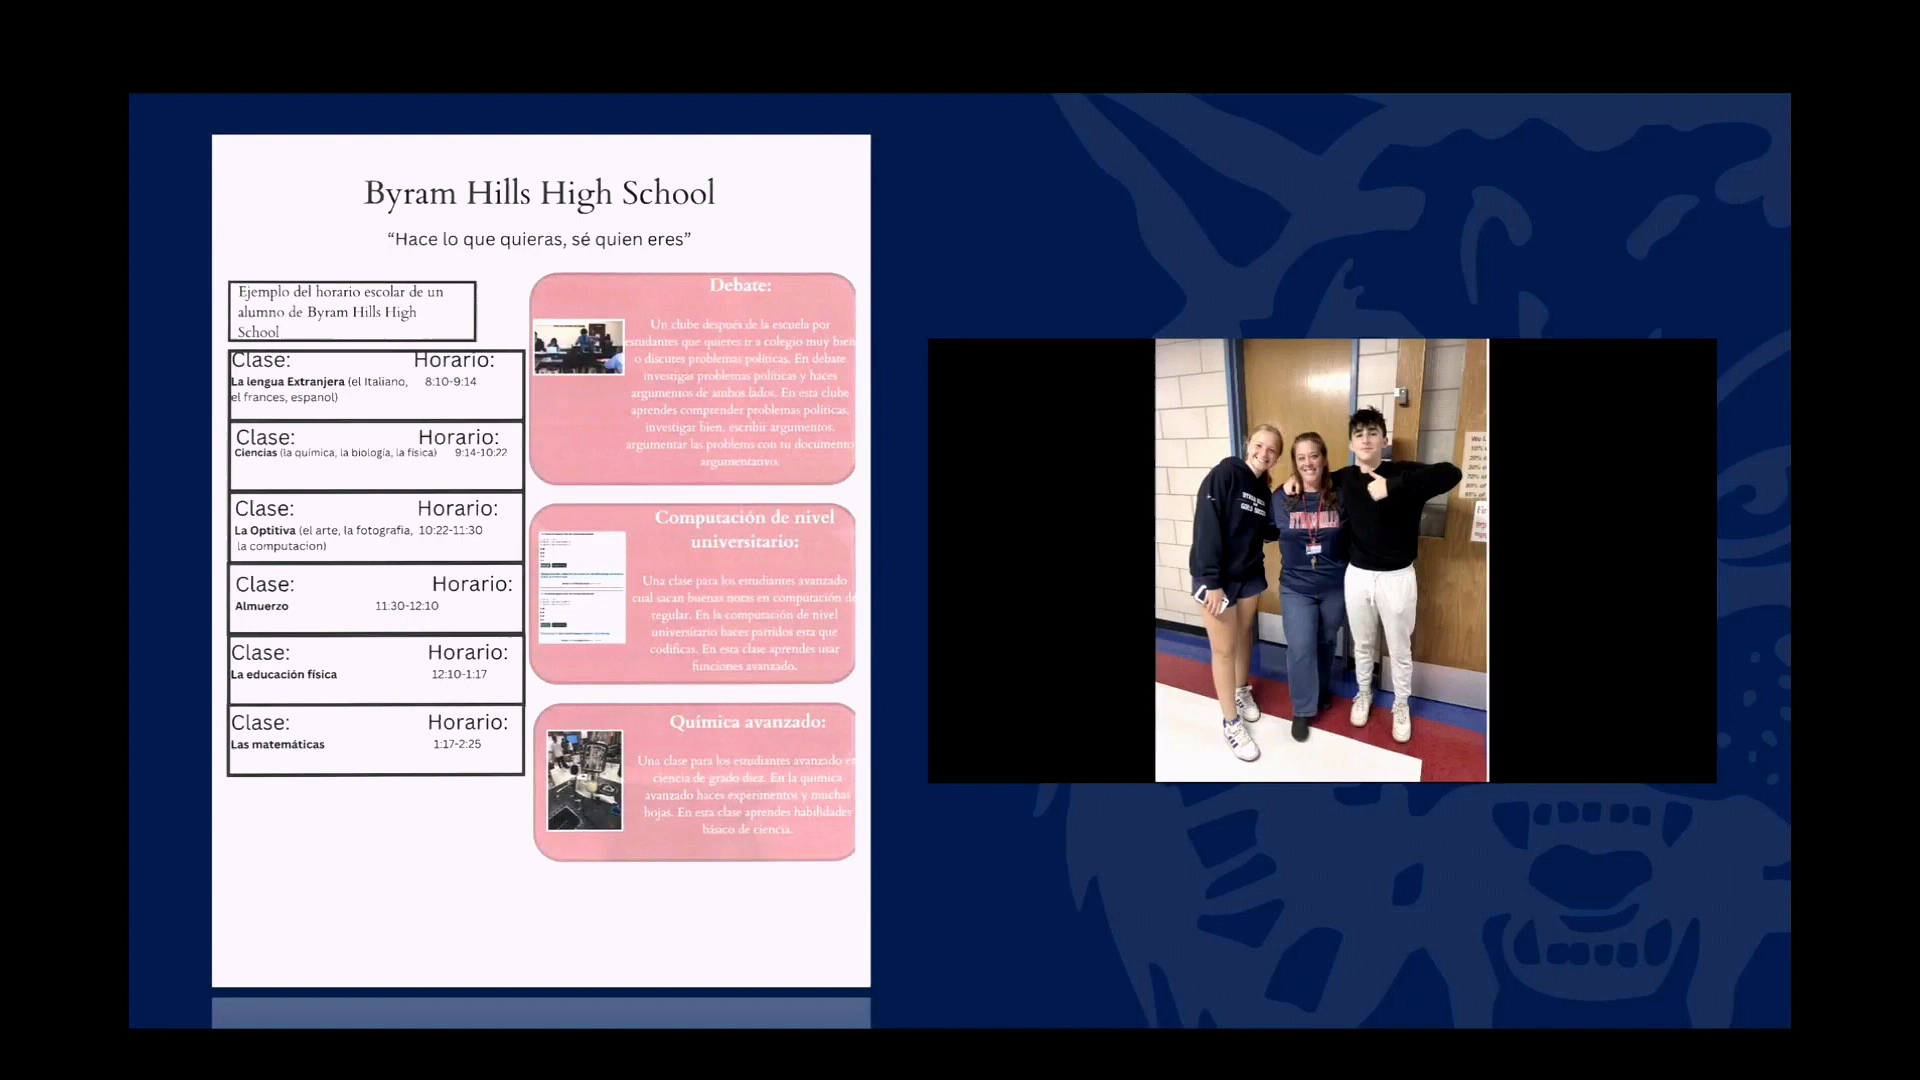 Byram Hills High School
“Hace lo que quieras, sé quien eres”
Ejemplo del horario escolar de un
alumno de Byram Hills High
School
Clase: Horario:
La lengua Extranjera (el Italiano, 8:10-9:14
el frances, espanol)
Clase: Horario:
Ciencias (la química, la biología, la física) 9:14-10:22
Clase: Horario:
La Optitiva (el arte, la fotografia, 10:22-11:30
la computacion)
Clase: Horario:
Almuerzo 11:30-12:10
Clase: Horario:
La educación física 12:10-1:17
Clase: Horario:
Las matemáticas 1:17-2:25
Debate:
Un clube después de la escuela por
estudantes que quieres ir a colegio muy bien
o discutes problemas políticas. En debate
investigas problemas políticas y haces
argumentos de ambos lados. En esta clube
aprendes comprender problemas políticas,
investigar bien, escribir argumentos,
argumentar las problems con tu documento
argumentativo.
Computación de nivel
universitario:
Una clase para los estudiantes avanzado
cual sacan buenas notas en computación de
regular. En la computación de nivel
universitario haces partidos esta que
codificas. En esta clase aprendes usar
funciones avanzado.
Química avanzado:
Una clase para los estudiantes avanzado en
ciencia de grado diez. En la quimica
avanzado haces experimentos y muchas
hojas. En esta clase aprendes habilidades
básico de ciencia.
BYRAM HILLS
We l